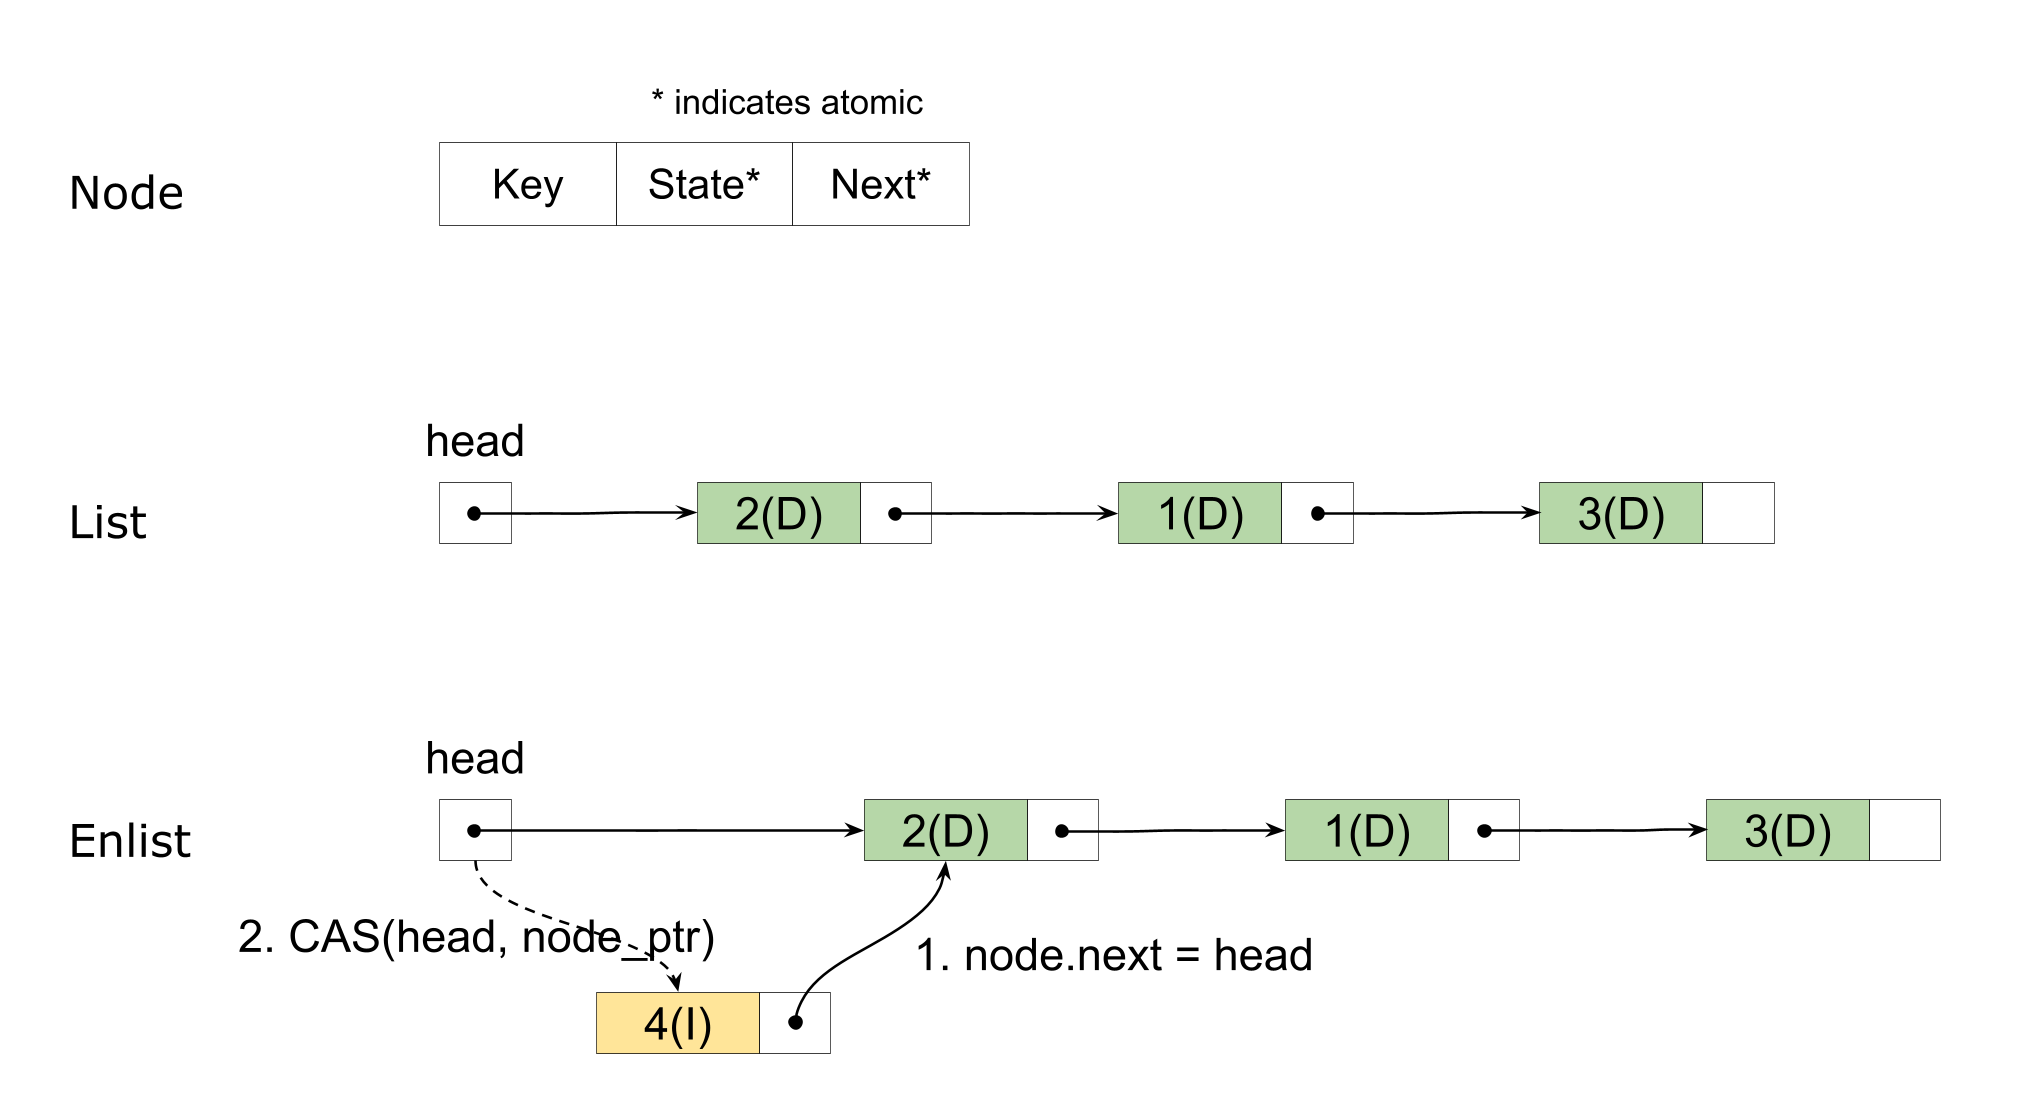 * indicates atomic
Node
Key State* Next*
head
List
2(D) 1(D) 3(D)
head
Enlist
2(D) 1(D) 3(D)
2. CAS(head, node_ptr)
1. node.next = head
4(I)